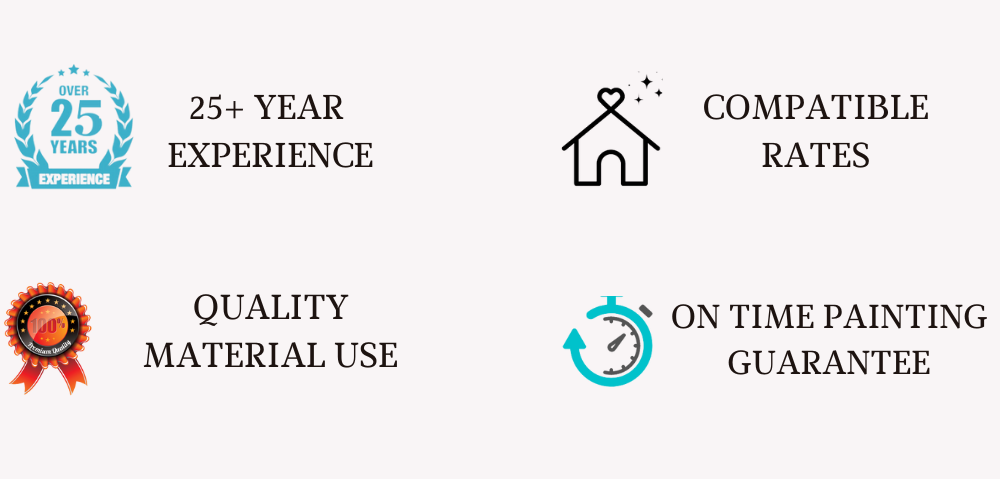 OVER
25
YEARS
EXPERIENCE
25+ YEAR
EXPERIENCE
COMPATIBLE
RATES
100%
Premium Quality
QUALITY
MATERIAL USE
ON TIME PAINTING
GUARANTEE